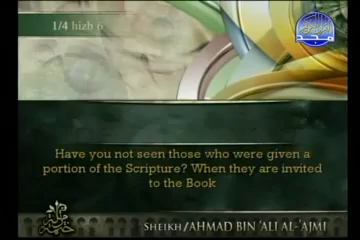 1/4 hizb 6
Have you not seen those who were given a
portion of the Scripture? When they are invited
to the Book
SHEIKH/AHMAD BIN 'ALI AL-'AJMI